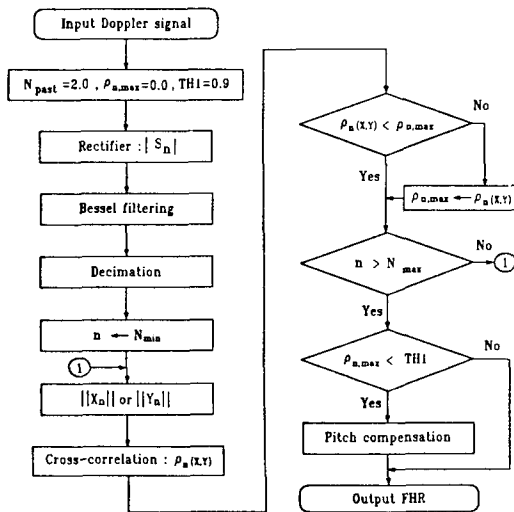 Input Doppler signal
N_past = 2.0 , ρ_n,max = 0.0 , TH1 = 0.9
Rectifier : | S_n |
Bessel filtering
Decimation
n ← N_min
1
||X_n|| or ||Y_n||
Cross-correlation : ρ_n(X,Y)
ρ_n(X,Y) < ρ_n,max
No
Yes
ρ_n,max ← ρ_n(X,Y)
n > N_max
No
1
Yes
ρ_n,max < TH1
No
Yes
Pitch compensation
Output FHR